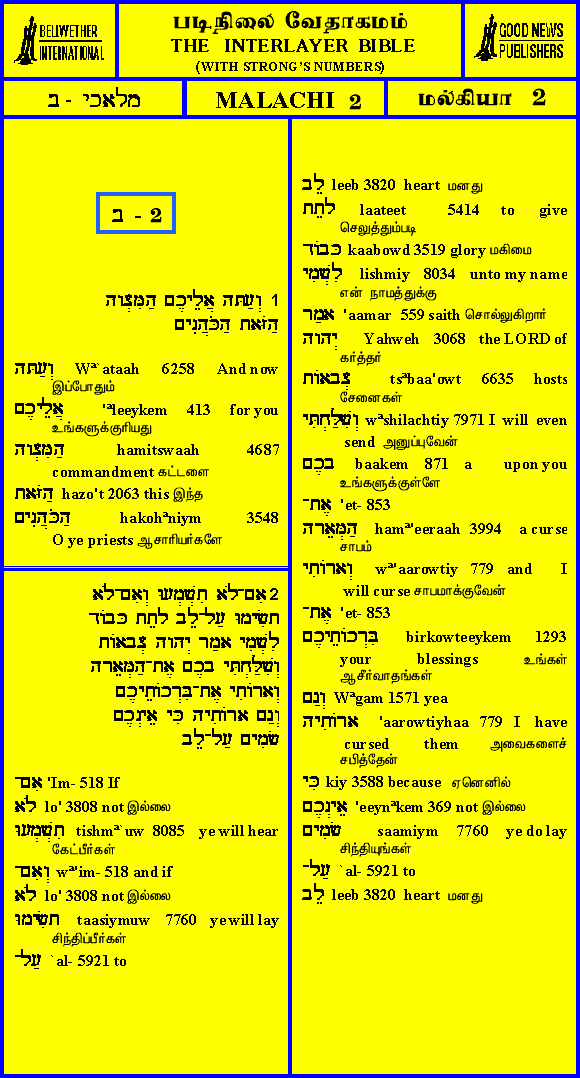 BELLWETHER
INTERNATIONAL
படிநிலை வேதாகமம்
THE INTERLAYER BIBLE
(WITH STRONG'S NUMBERS)
GOOD NEWS
PUBLISHERS
מלאכי - ב
MALACHI 2
மல்கியா 2
ב - 2
1 וְעַתָּה אֲלֵיכֶם הַמִּצְוָה
הַזֹּאת הַכֹּהֲנִים
וְעַתָּה Wª`ataah 6258 And now
இப்போதும்
אֲלֵיכֶם 'ªleeykem 413 for you
உங்களுக்குரியது
הַמִּצְוָה hamitswaah 4687
commandment கட்டளை
הַזֹּאת hazo't 2063 this இந்த
הַכֹּהֲנִים hakohªniym 3548
O ye priests ஆசாரியர்களே
2 אִם־לֹא תִשְׁמְעוּ וְאִם־לֹא
תָשִׂימוּ עַל־לֵב לָתֵת כָּבוֹד
לִשְׁמִי אָמַר יְהוָה צְבָאוֹת
וְשִׁלַּחְתִּי בָכֶם אֶת־הַמְּאֵרָה
וְאָרוֹתִי אֶת־בִּרְכוֹתֵיכֶם
וְגַם אָרוֹתִיהָ כִּי אֵינְכֶם
שָׂמִים עַל־לֵב
אִם־ 'Im- 518 If
לֹא lo' 3808 not இல்லை
תִשְׁמְעוּ tishmª`uw 8085 ye will hear
கேட்பீர்கள்
וְאִם־ wª'im- 518 and if
לֹא lo' 3808 not இல்லை
תָשִׂימוּ taasiymuw 7760 ye will lay
சிந்திப்பீர்கள்
עַל־ `al- 5921 to
לֵב leeb 3820 heart மனது
לָתֵת laateet 5414 to give
செலுத்தும்படி
כָּבוֹד kaabowd 3519 glory மகிமை
לִשְׁמִי lishmiy 8034 unto my name
என் நாமத்துக்கு
אָמַר 'aamar 559 saith சொல்லுகிறார்
יְהוָה Yahweh 3068 the LORD of
கர்த்தர்
צְבָאוֹת tsªbaa'owt 6635 hosts
சேனைகள்
וְשִׁלַּחְתִּי wªshilachtiy 7971 I will even
send அனுப்புவேன்
בָכֶם baakem 871 a upon you
உங்களுக்குள்ளே
אֶת־ 'et- 853
הַמְּאֵרָה hamª'eeraah 3994 a curse
சாபம்
וְאָרוֹתִי wª'aarowtiy 779 and I
will curse சாபமாக்குவேன்
אֶת־ 'et- 853
בִּרְכוֹתֵיכֶם birkowteeykem 1293
your blessings உங்கள்
ஆசீர்வாதங்கள்
וְגַם Wªgam 1571 yea
אָרוֹתִיהָ 'aarowtiyhaa 779 I have
cursed them அவைகளைச்
சபித்தேன்
כִּי kiy 3588 because ஏனெனில்
אֵינְכֶם 'eeynªkem 369 not இல்லை
שָׂמִים saamiym 7760 ye do lay
சிந்தியுங்கள்
עַל־ `al- 5921 to
לֵב leeb 3820 heart மனது